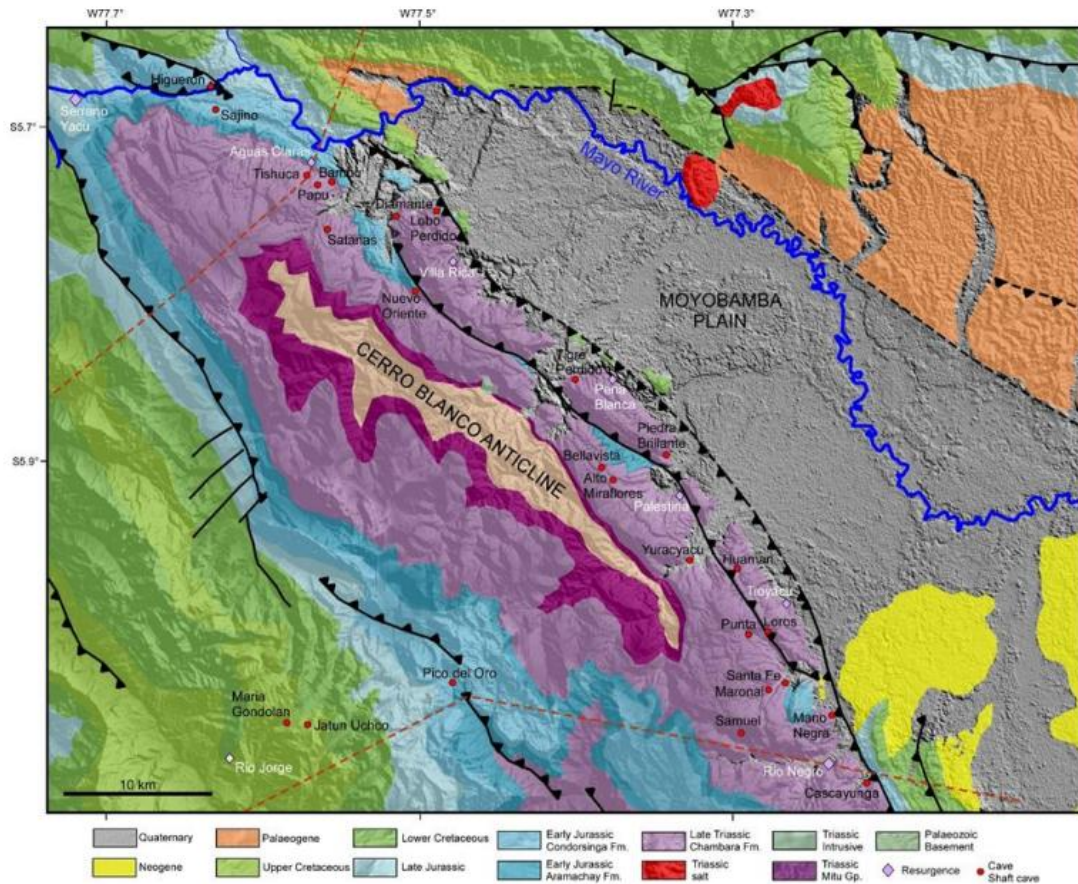 W77.7°
W77.5°
W77.3°
S5.7°
S5.9°
Higueron
Serrano
Yacu
Sajino
Aguas Claras
Tishuca
Bambo
Papu
Satanas
Diamante
Lobo
Perdido
Villa Rica
Nuevo
Oriente
Mayo River
MOYOBAMBA
PLAIN
CERRO BLANCO ANTICLINE
Tigre
Perdido
Pena
Blanca
Piedra
Brilante
Bellavista
Alto
Miraflores
Palestina
Yuracyacu
Huaman
Tioyacu
Punta
Loros
Santa Fe
Maronal
Samuel
Mano
Negra
Rio Negro
Cascayunga
Pico del Oro
Maria
Gondolan
Jatun Uchco
Rio Jorge
10 km
Quaternary
Palaeogene
Lower Cretaceous
Early Jurassic
Condorsinga Fm.
Late Triassic
Chambara Fm.
Triassic
Intrusive
Palaeozoic
Basement
Neogene
Upper Cretaceous
Late Jurassic
Early Jurassic
Aramachay Fm.
Triassic
salt
Triassic
Mitu Gp.
Resurgence
Cave
Shaft cave